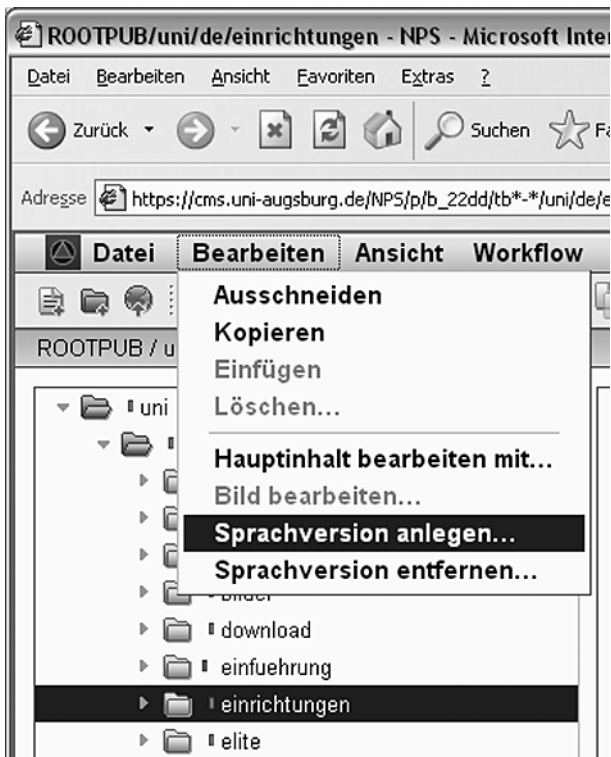 ROOTPUB/uni/de/einrichtungen - NPS - Microsoft Inter
Datei Bearbeiten Ansicht Favoriten Extras ?
Zurück Suchen Fa
Adresse https://cms.uni-augsburg.de/NPS/p/b_22dd/tb*-*/uni/de/e
Datei Bearbeiten Ansicht Workflow
Ausschneiden
Kopieren
ROOTPUB / u
Einfügen
Löschen...
uni
Hauptinhalt bearbeiten mit...
Bild bearbeiten...
Sprachversion anlegen...
Sprachversion entfernen...
bilder
download
einfuehrung
einrichtungen
elite